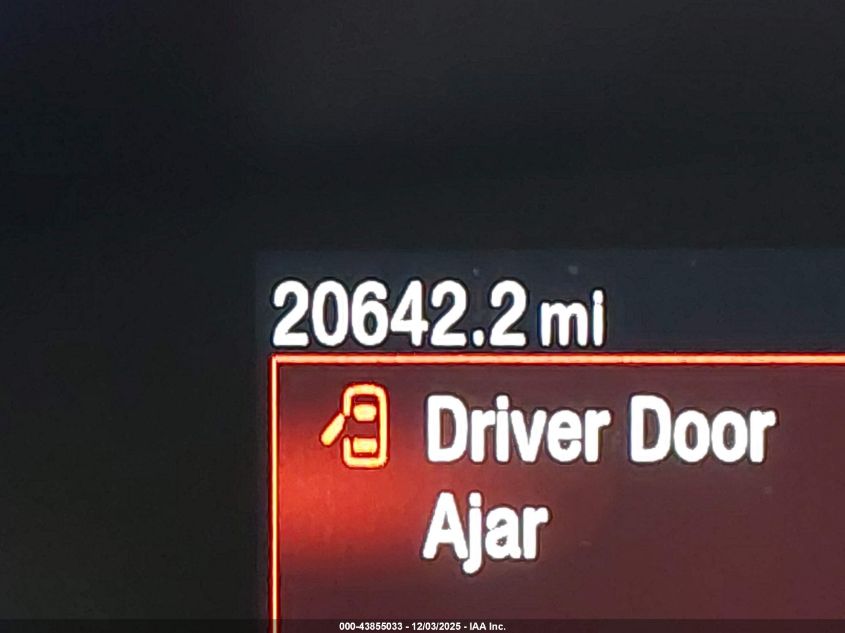 20642.2 mi
Driver Door
Ajar
000-43855033 - 12/03/2025 - IAA Inc.